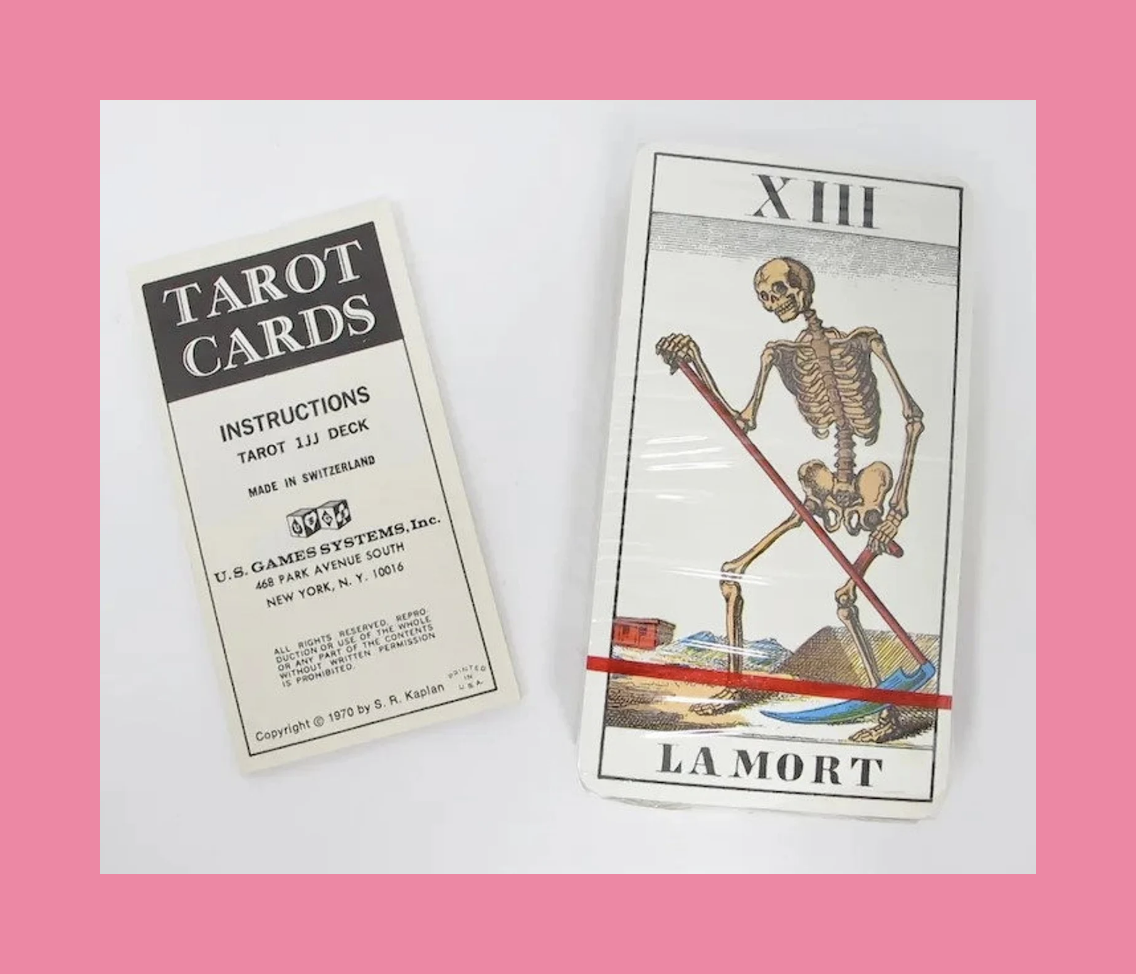 TAROT
CARDS
INSTRUCTIONS
TAROT 1JJ DECK
MADE IN SWITZERLAND
U.S. GAMES SYSTEMS, Inc.
468 PARK AVENUE SOUTH
NEW YORK, N. Y. 10016
ALL RIGHTS RESERVED. REPRO-
DUCTION OR USE OF THE WHOLE
OR ANY PART OF THE CONTENTS
WITHOUT WRITTEN PERMISSION
IS PROHIBITED.
PRINTED
IN
U.S.A.
Copyright © 1970 by S. R. Kaplan
XIII
LA MORT